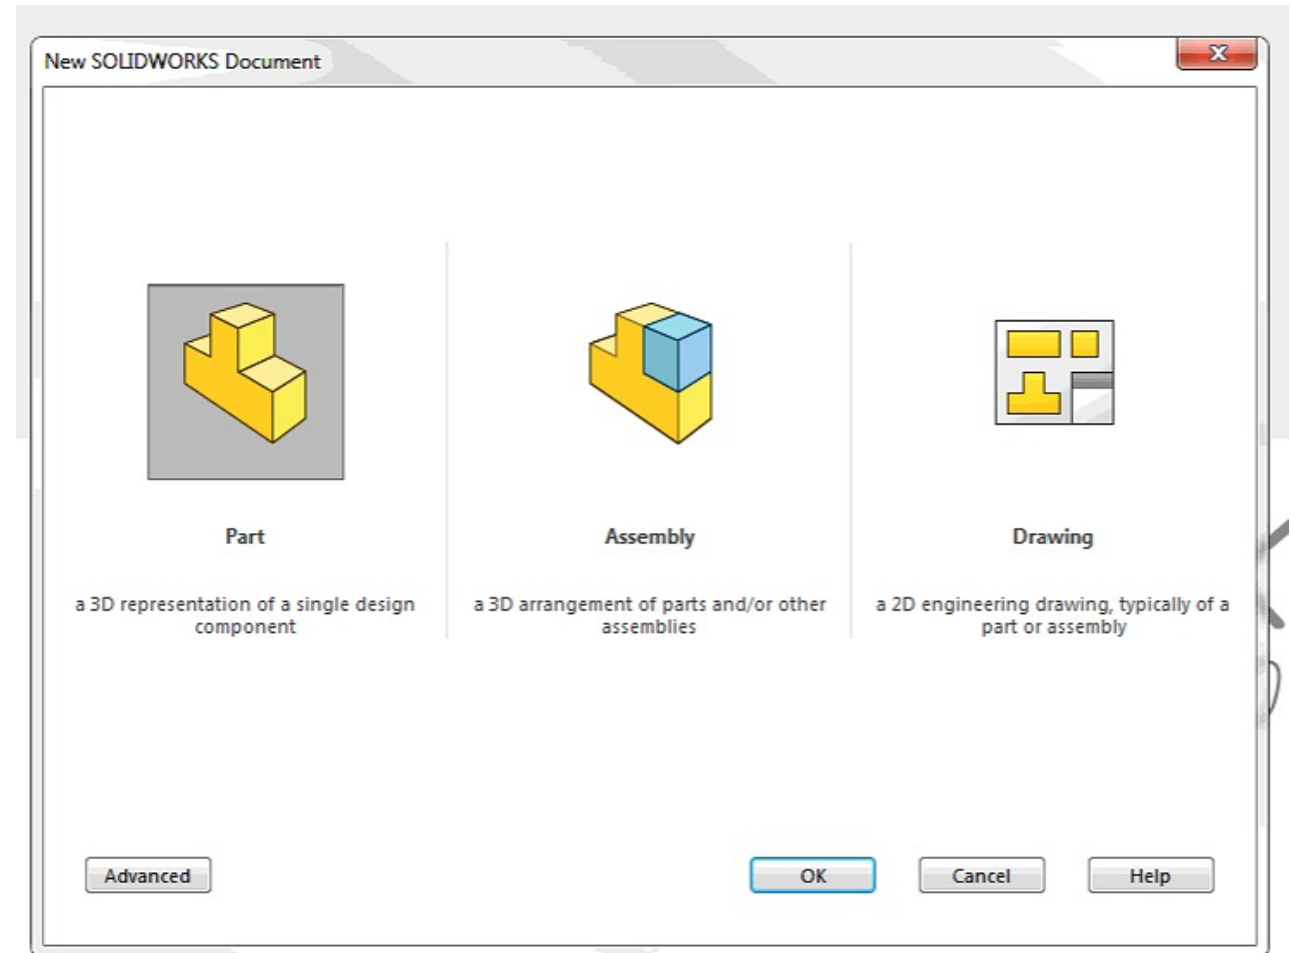 New SOLIDWORKS Document
Part
a 3D representation of a single design
component
Assembly
a 3D arrangement of parts and/or other
assemblies
Drawing
a 2D engineering drawing, typically of a
part or assembly
Advanced
OK
Cancel
Help